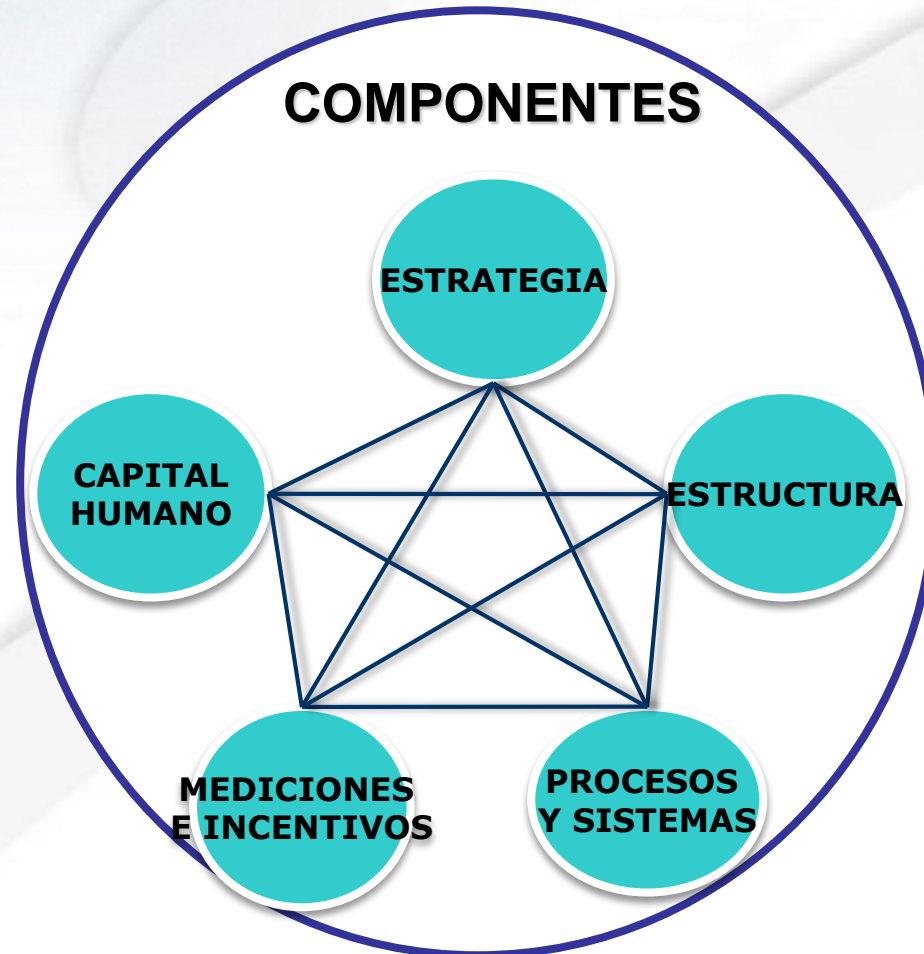 COMPONENTES
ESTRATEGIA
CAPITAL
HUMANO
ESTRUCTURA
MEDICIONES
E INCENTIVOS
PROCESOS
Y SISTEMAS